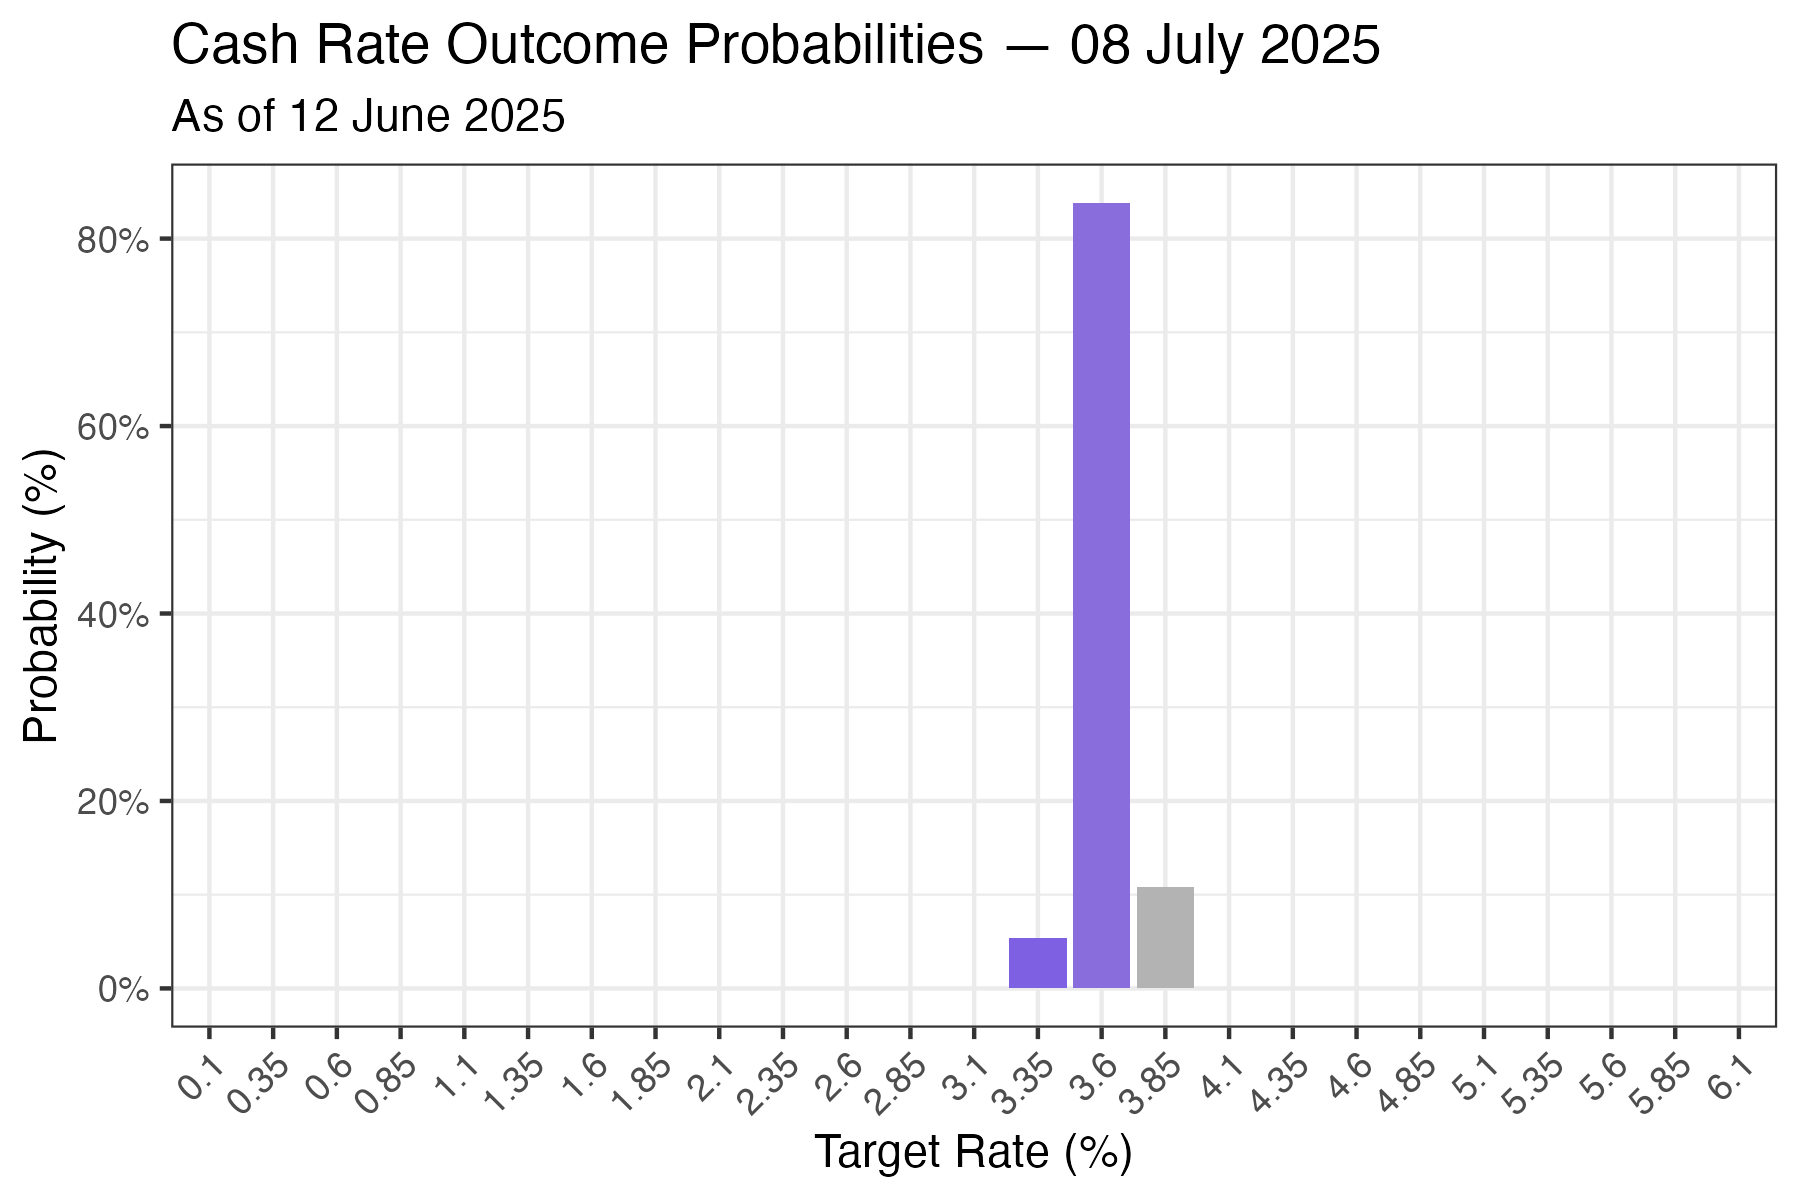 Cash Rate Outcome Probabilities — 08 July 2025
As of 12 June 2025
Probability (%)
80%
60%
40%
20%
0%
0.1 0.35 0.6 0.85 1.1 1.35 1.6 1.85 2.1 2.35 2.6 2.85 3.1 3.35 3.6 3.85 4.1 4.35 4.6 4.85 5.1 5.35 5.6 5.85 6.1
Target Rate (%)